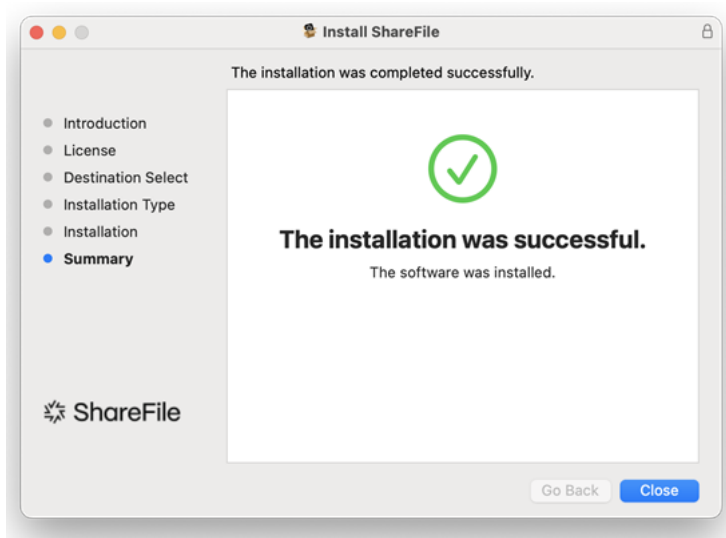 Install ShareFile
The installation was completed successfully.
Introduction
License
Destination Select
Installation Type
Installation
Summary
The installation was successful.
The software was installed.
ShareFile
Go Back
Close